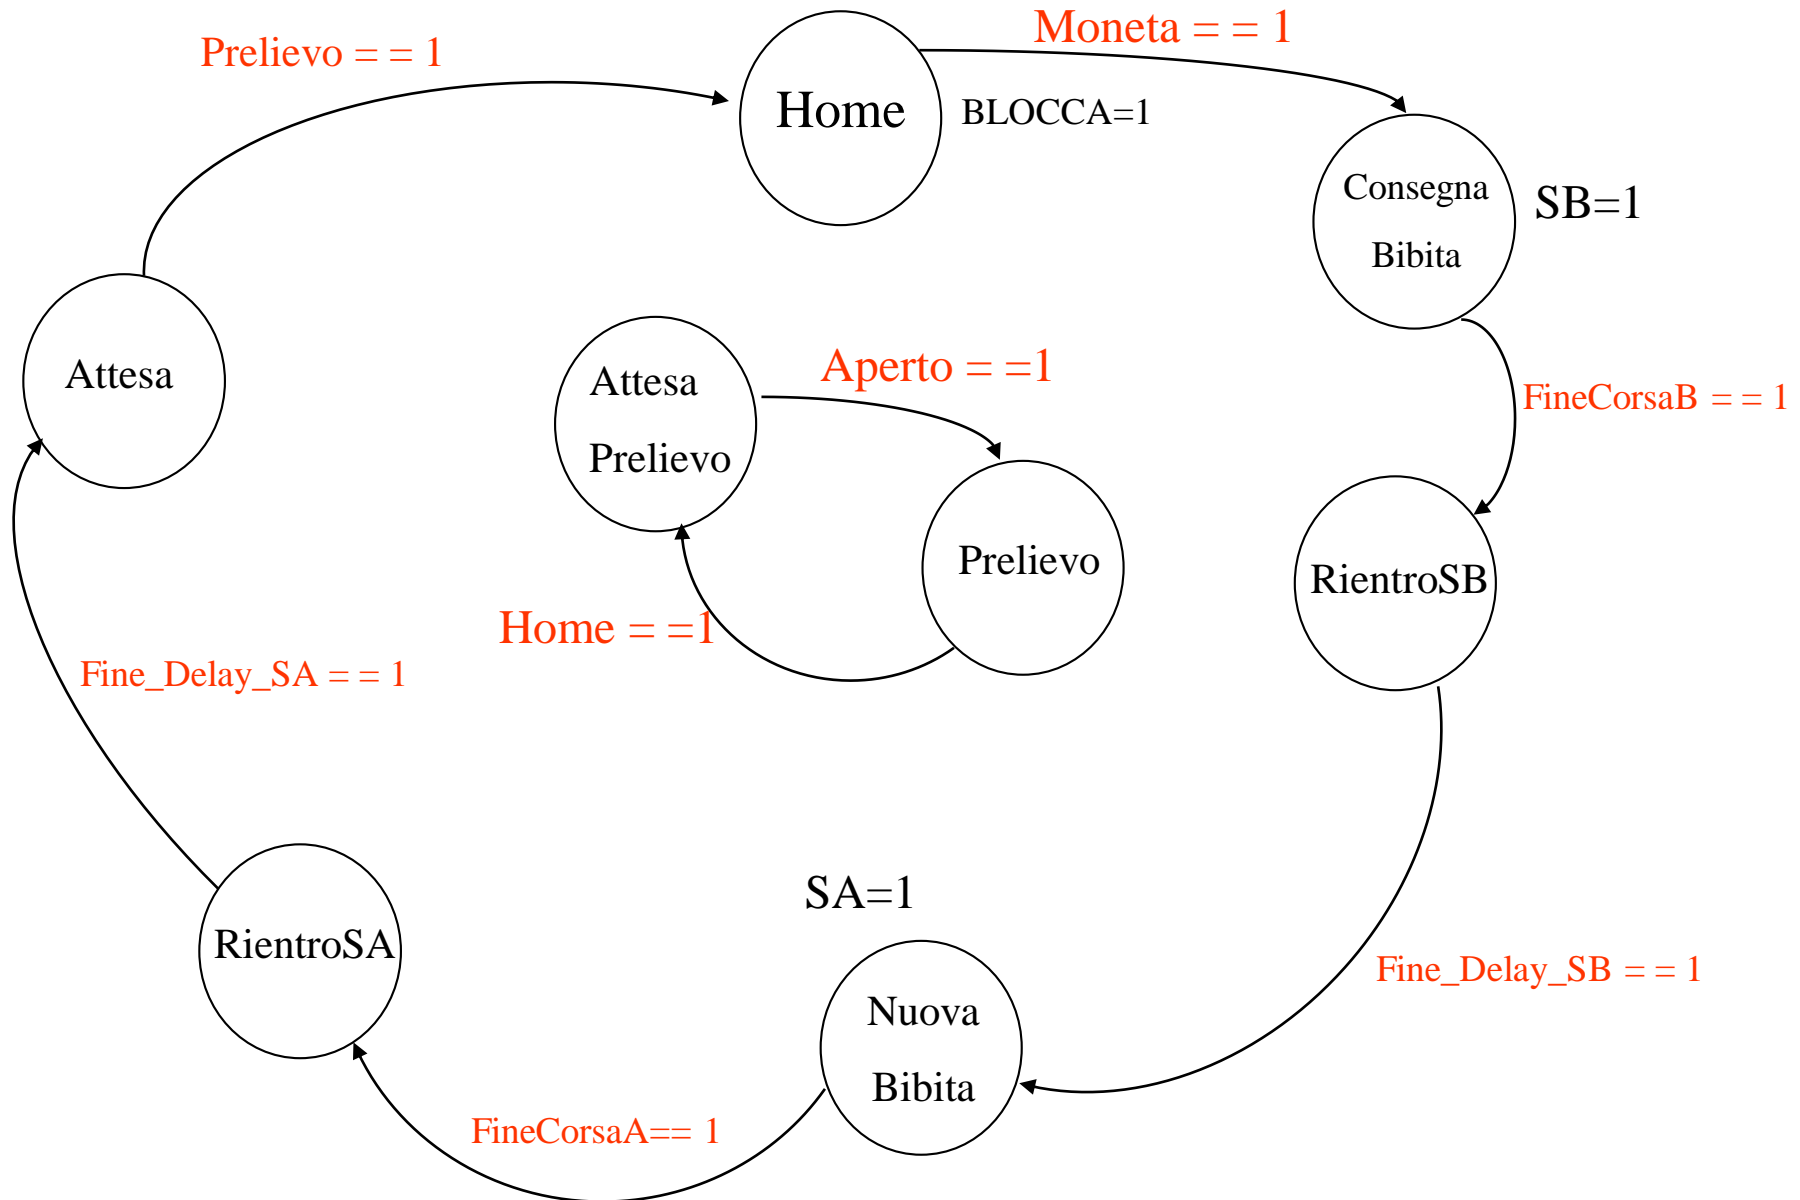 Prelievo = = 1
Moneta = = 1
Home
BLOCCA=1
Consegna
Bibita
SB=1
Attesa
Attesa
Prelievo
Aperto = =1
FineCorsaB = = 1
Prelievo
RientroSB
Home = =1
Fine_Delay_SA = = 1
SA=1
RientroSA
Fine_Delay_SB = = 1
Nuova
Bibita
FineCorsaA== 1